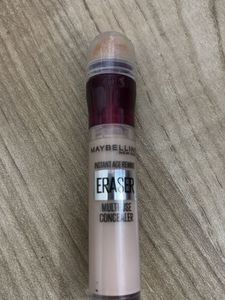 MAYBELLINE
NEW YORK
INSTANT AGE REWIND
ERASER
MULTI-USE
CONCEALER